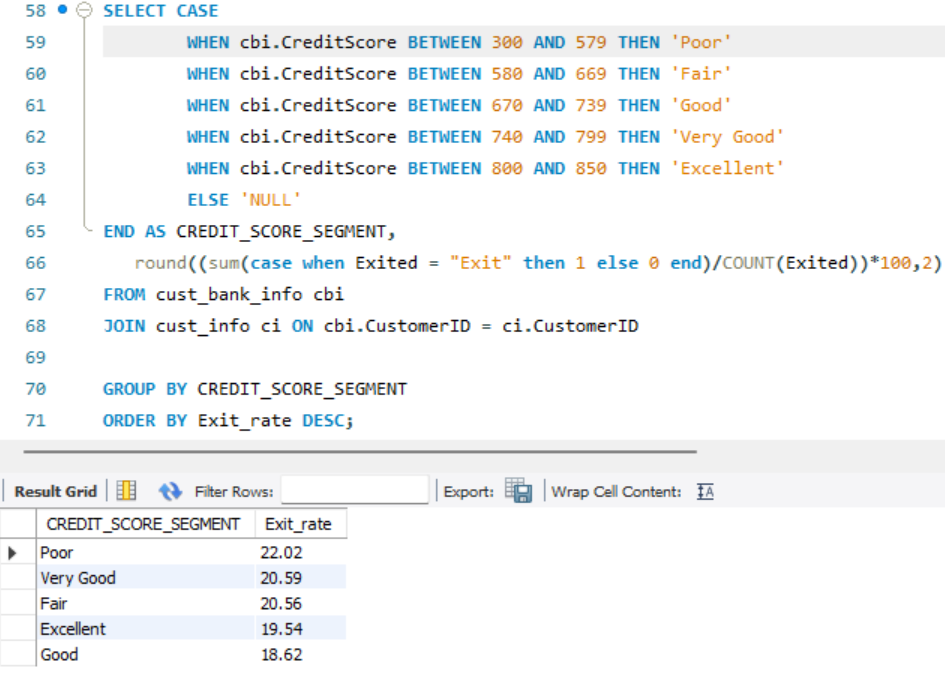 58 SELECT CASE
59 WHEN cbi.CreditScore BETWEEN 300 AND 579 THEN 'Poor'
60 WHEN cbi.CreditScore BETWEEN 580 AND 669 THEN 'Fair'
61 WHEN cbi.CreditScore BETWEEN 670 AND 739 THEN 'Good'
62 WHEN cbi.CreditScore BETWEEN 740 AND 799 THEN 'Very Good'
63 WHEN cbi.CreditScore BETWEEN 800 AND 850 THEN 'Excellent'
64 ELSE 'NULL'
65 END AS CREDIT_SCORE_SEGMENT,
66 round((sum(case when Exited = "Exit" then 1 else 0 end)/COUNT(Exited))*100,2)
67 FROM cust_bank_info cbi
68 JOIN cust_info ci ON cbi.CustomerID = ci.CustomerID
69
70 GROUP BY CREDIT_SCORE_SEGMENT
71 ORDER BY Exit_rate DESC;
Result Grid Filter Rows: Export: Wrap Cell Content: IA
CREDIT_SCORE_SEGMENT Exit_rate
Poor 22.02
Very Good 20.59
Fair 20.56
Excellent 19.54
Good 18.62